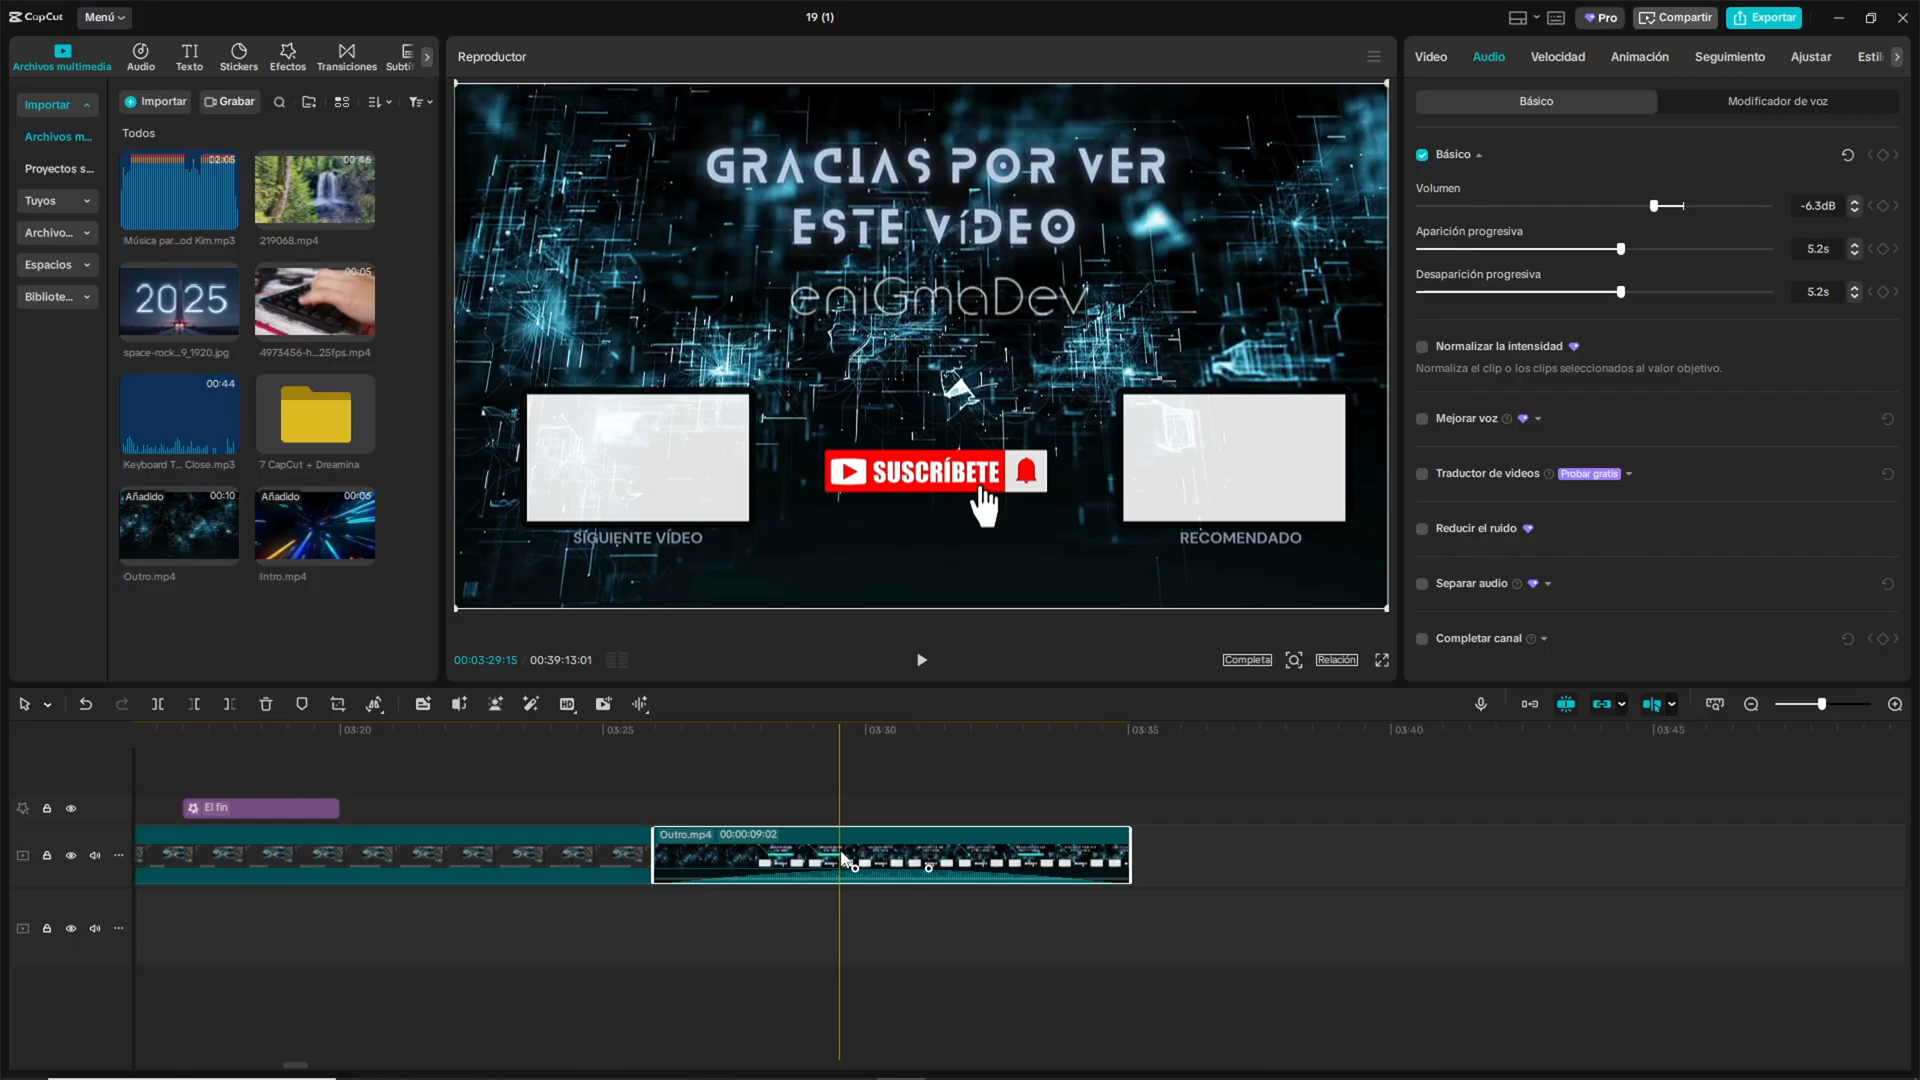 CapCut
Menú
19 (1)
Pro
Compartir
Exportar
Archivos multimedia
Audio
Texto
Stickers
Efectos
Transiciones
Subtí
Importar
Archivos m...
Proyectos s...
Tuyos
Archivo...
Espacios
Bibliote...
Importar
Grabar
Todos
02:05
Música par...od Kim.mp3
00:46
219068.mp4
2025
space-rock...9_1920.jpg
00:05
4973456-h...25fps.mp4
00:44
Keyboard T... Close.mp3
7 CapCut + Dreamina
Añadido
00:10
Outro.mp4
Añadido
00:06
Intro.mp4
Reproductor
GRACIAS POR VER
ESTE VÍDEO
eniGmaDev
SUSCRÍBETE
SIGUIENTE VÍDEO
RECOMENDADO
00:03:29:15
00:39:13:01
Completa
Relación
Video
Audio
Velocidad
Animación
Seguimiento
Ajustar
Estil
Básico
Modificador de voz
Básico
Volumen
-6.3dB
Aparición progresiva
5.2s
Desaparición progresiva
5.2s
Normalizar la intensidad
Normaliza el clip o los clips seleccionados al valor objetivo.
Mejorar voz
Traductor de videos
Probar gratis
Reducir el ruido
Separar audio
Completar canal
03:20
03:25
03:30
03:35
03:40
03:45
El fin
Outro.mp4 00:00:09:02